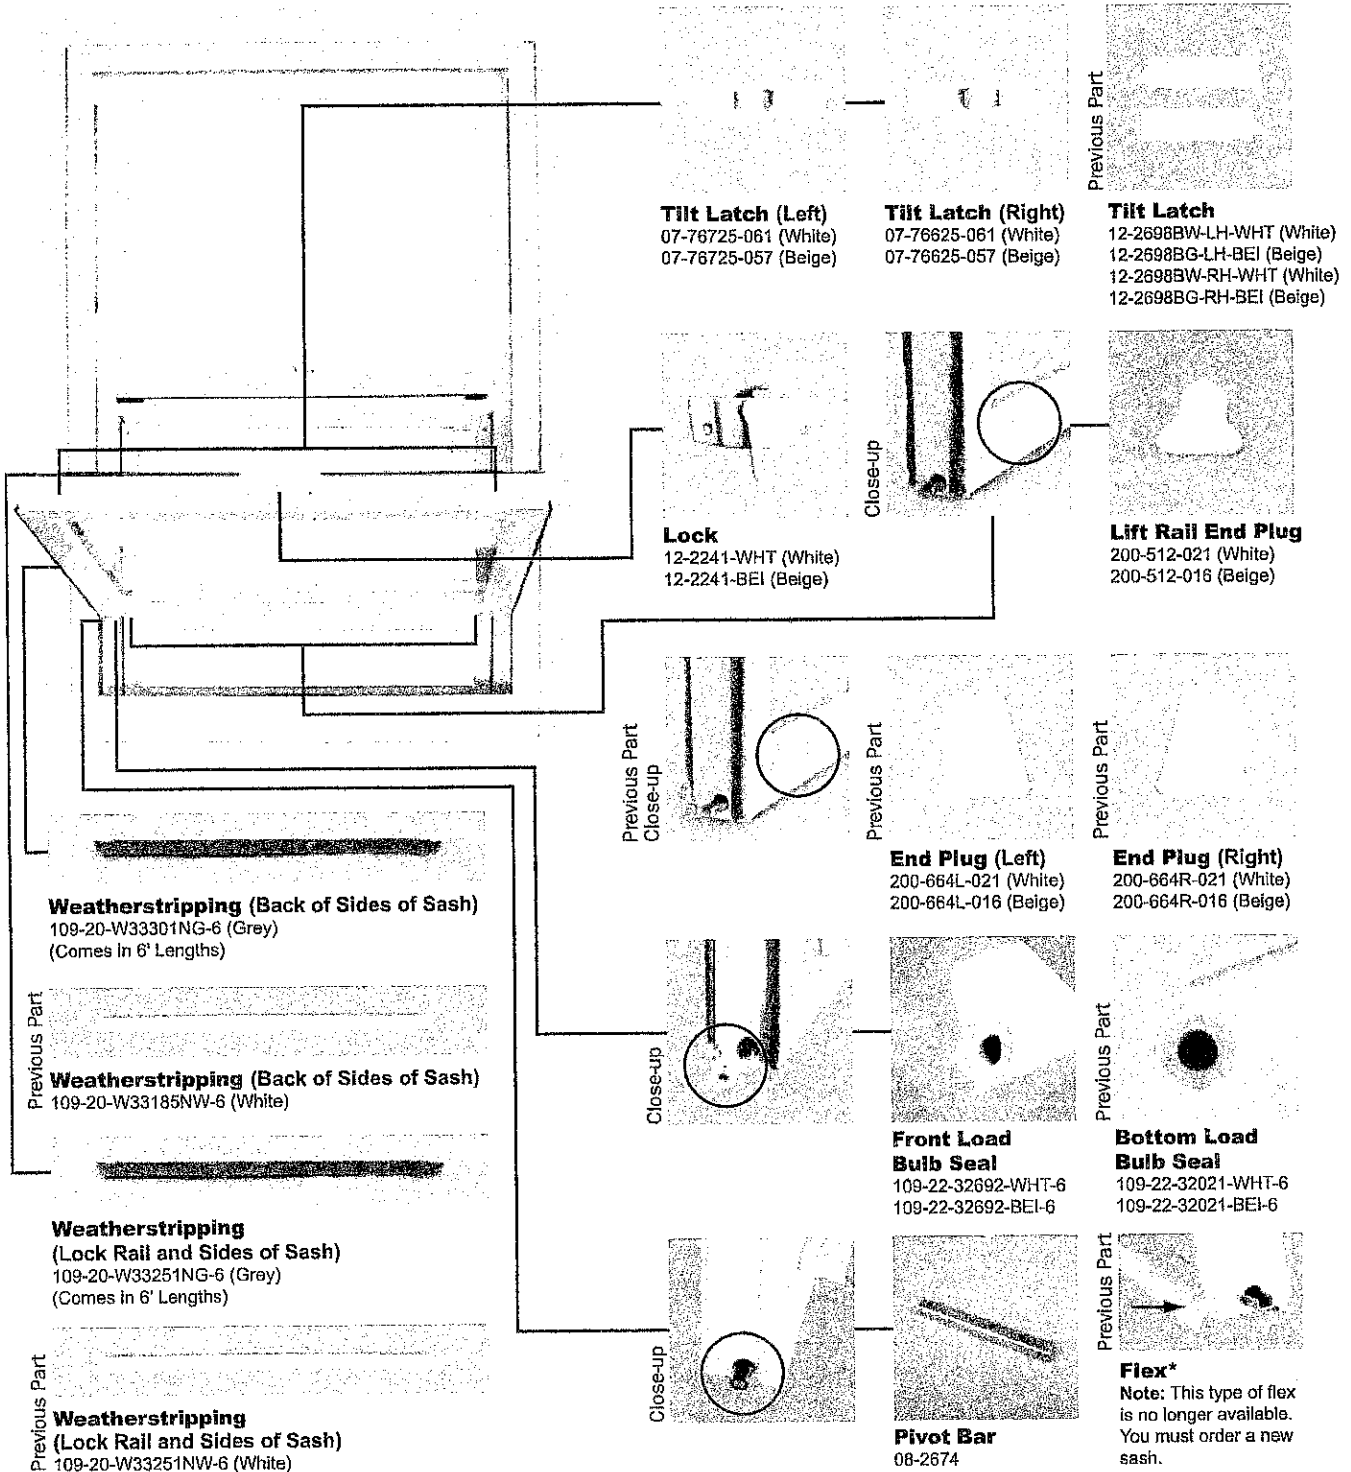 Previous Part
Tilt Latch (Left)
07-76725-061 (White)
07-76725-057 (Beige)
Tilt Latch (Right)
07-76625-061 (White)
07-76625-057 (Beige)
Tilt Latch
12-2698BW-LH-WHT (White)
12-2698BG-LH-BEI (Beige)
12-2698BW-RH-WHT (White)
12-2698BG-RH-BEI (Beige)
Lock
12-2241-WHT (White)
12-2241-BEI (Beige)
Close-up
Lift Rail End Plug
200-512-021 (White)
200-512-016 (Beige)
Previous Part
Close-up
Previous Part
End Plug (Left)
200-664L-021 (White)
200-664L-016 (Beige)
Previous Part
End Plug (Right)
200-664R-021 (White)
200-664R-016 (Beige)
Weatherstripping (Back of Sides of Sash)
109-20-W33301NG-6 (Grey)
(Comes in 6' Lengths)
Previous Part
Weatherstripping (Back of Sides of Sash)
109-20-W33185NW-6 (White)
Weatherstripping
(Lock Rail and Sides of Sash)
109-20-W33251NG-6 (Grey)
(Comes in 6' Lengths)
Previous Part
Weatherstripping
(Lock Rail and Sides of Sash)
109-20-W33251NW-6 (White)
Close-up
Front Load
Bulb Seal
109-22-32692-WHT-6
109-22-32692-BEI-6
Previous Part
Bottom Load
Bulb Seal
109-22-32021-WHT-6
109-22-32021-BEI-6
Close-up
Pivot Bar
08-2674
Previous Part
Flex*
Note: This type of flex
is no longer available.
You must order a new
sash.